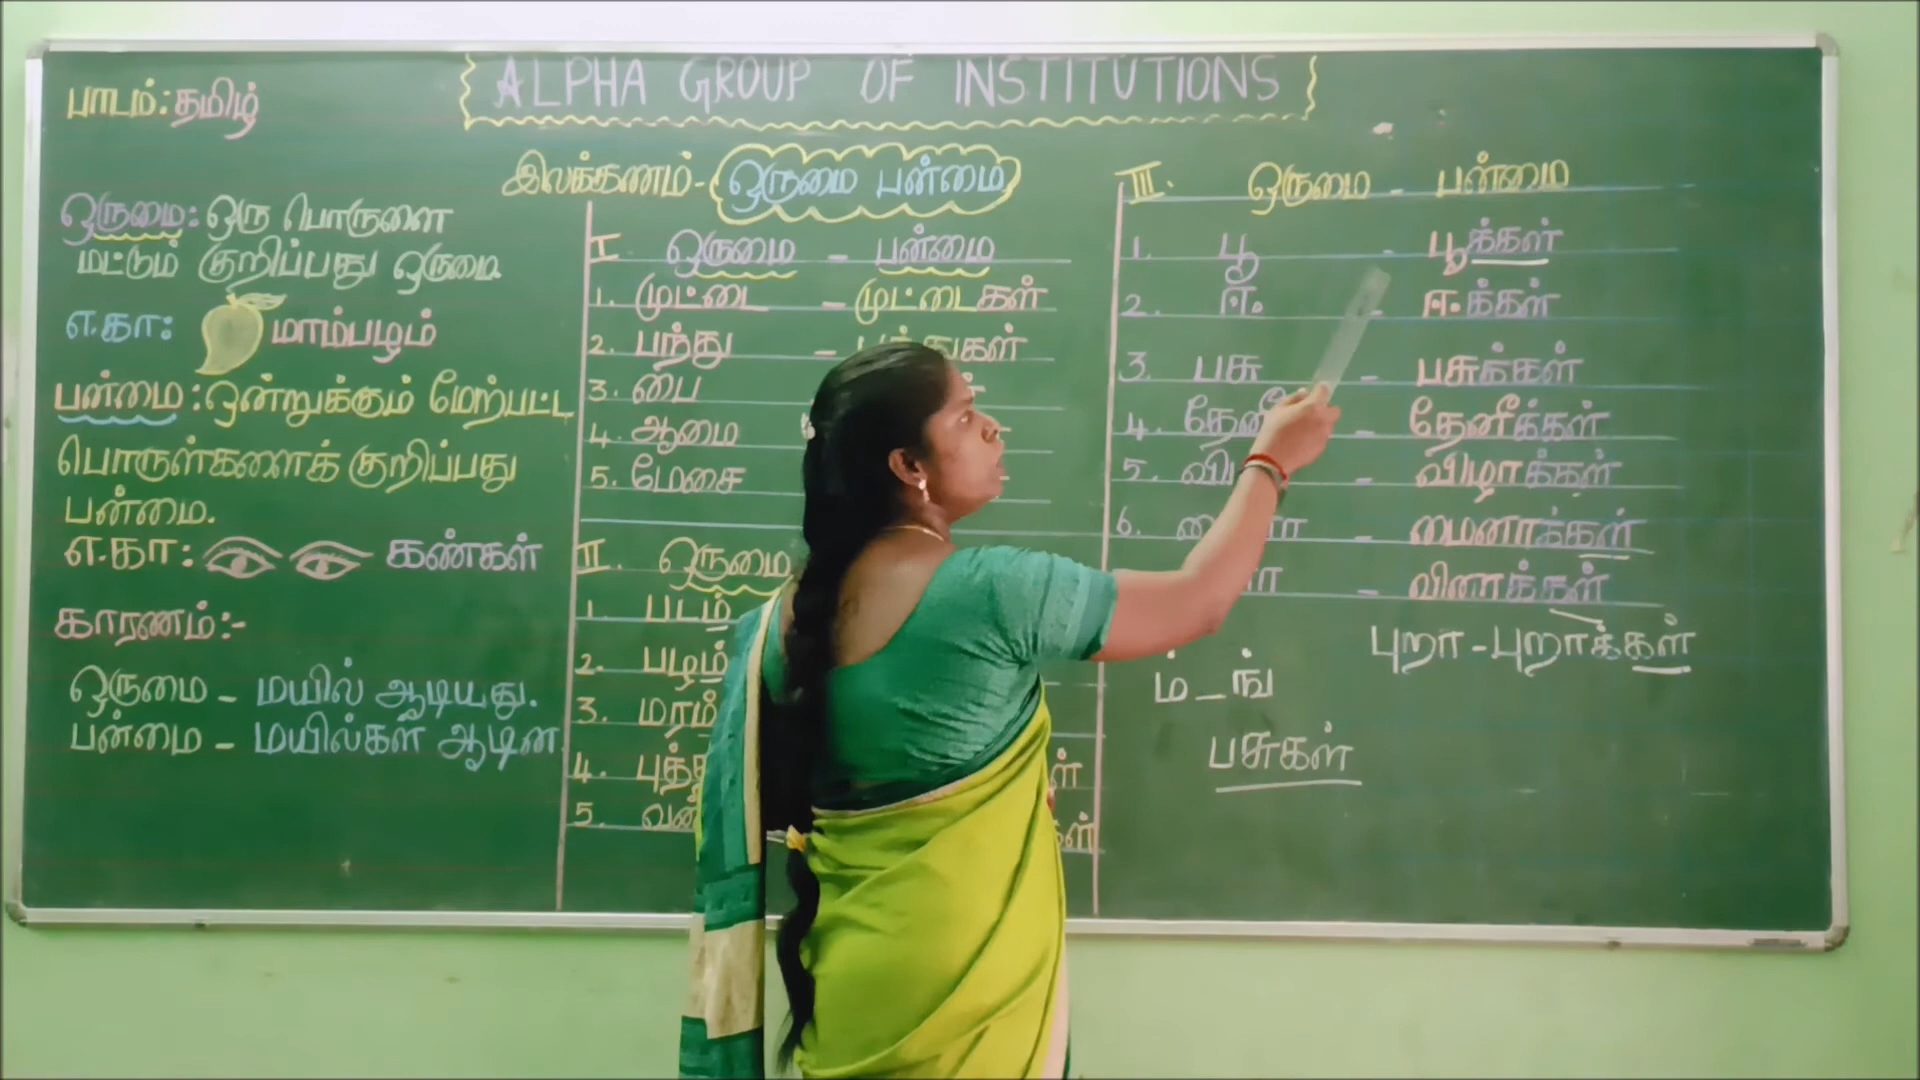 ALPHA GROUP OF INSTITUTIONS
பாடம்: தமிழ்
இலக்கணம் - ஒருமை பன்மை
ஒருமை: ஒரு பொருளை
மட்டும் குறிப்பது ஒருமை.
எ.கா: மாம்பழம்
பன்மை: ஒன்றுக்கும் மேற்பட்ட
பொருள்களைக் குறிப்பது
பன்மை.
எ.கா: கண்கள்
காரணம்:-
ஒருமை - மயில் ஆடியது.
பன்மை - மயில்கள் ஆடின
I ஒருமை - பன்மை
1. முட்டை - முட்டைகள்
2. பந்து -
3. பை
4. ஆமை
5. மேசை
II. ஒருமை
1. படம்
2. பழம்
3. மரம்
4.
5.
III. ஒருமை - பன்மை
1. பூ - பூக்கள்
2. ஈ - ஈக்கள்
3. பசு - பசுக்கள்
4. - தேனீக்கள்
5. - விழாக்கள்
6. - மைனாக்கள்
- வினாக்கள்
புறா - புறாக்கள்
ம் - ங்
பசுகள்